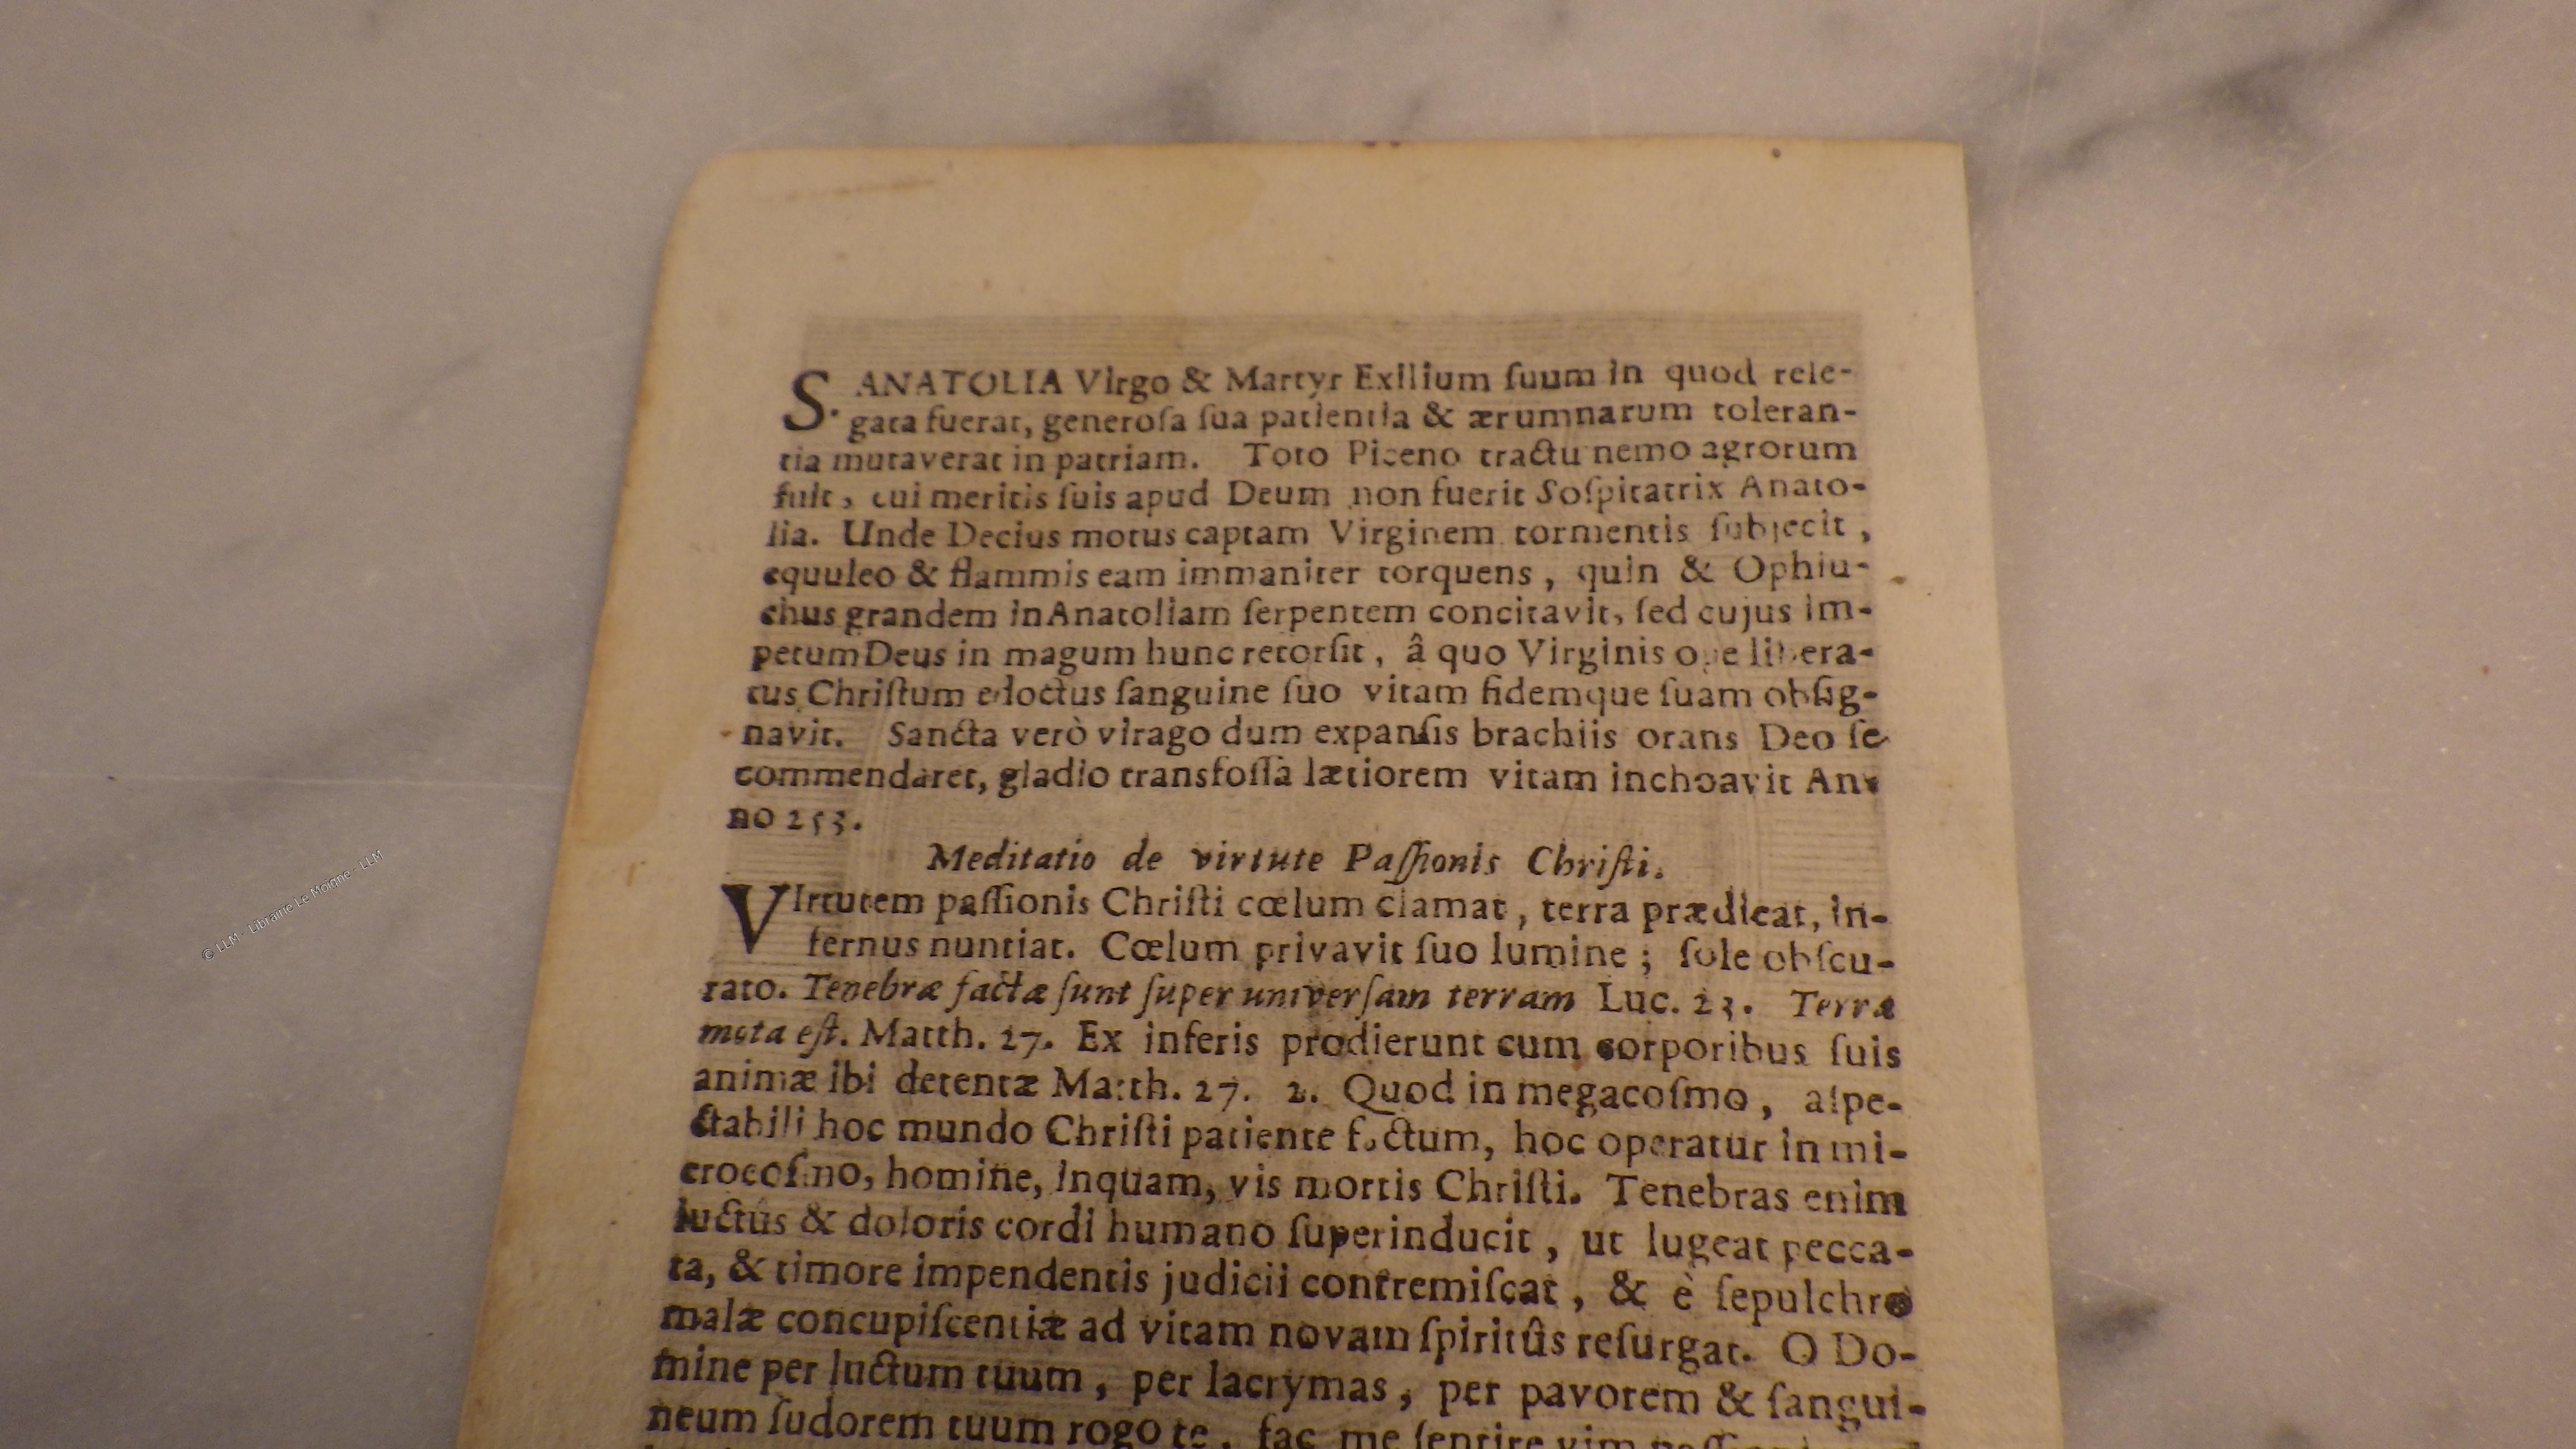 S. ANATOLIA Virgo & Martyr Exilium ſuum in quod rele-
gata fuerat, generoſa ſua patientia & ærumnarum toleran-
tia mutaverat in patriam. Toto Piceno tractu nemo agrorum
fuit, cui meritis ſuis apud Deum non fuerit Soſpitatrix Anato-
lia. Unde Decius motus captam Virginem tormentis ſubjecit,
equuleo & flammis eam immaniter torquens, quin & Ophiu-
chus grandem in Anatoliam ſerpentem concitavit, ſed cujus im-
petum Deus in magum hunc retorſit, â quo Virginis ope libera-
tus Chriſtum edoctus ſanguine ſuo vitam fidemque ſuam obſig-
navit. Sancta verò virago dum expanſis brachiis orans Deo ſe
commendaret, gladio transfoſſa lætiorem vitam inchoavit An-
no 253.
Meditatio de virtute Paſſionis Chriſti.
VIrtutem paſſionis Chriſti cœlum clamat, terra prædicat, in-
fernus nuntiat. Cœlum privavit ſuo lumine; ſole obſcu-
rato. Tenebræ factæ ſunt ſuper univerſam terram Luc. 23. Terra
mota eſt. Matth. 27. Ex inferis prodierunt cum corporibus ſuis
animæ ibi detentæ Matth. 27. 2. Quod in megacoſmo, aſpe-
ctabili hoc mundo Chriſti patiente factum, hoc operatur in mi-
crocoſmo, homine, inquam, vis mortis Chriſti. Tenebras enim
luctûs & doloris cordi humano ſuperinducit, ut lugeat pecca-
ta, & timore impendentis judicii contremiſcat, & è ſepulchro
malæ concupiſcentiæ ad vitam novam ſpiritûs reſurgat. O Do-
mine per luctum tuum, per lacrymas, per pavorem & ſangui-
neum ſudorem tuum rogo te, fac me ſentire vim
© LLM - Librairie Le Moigne - LLM